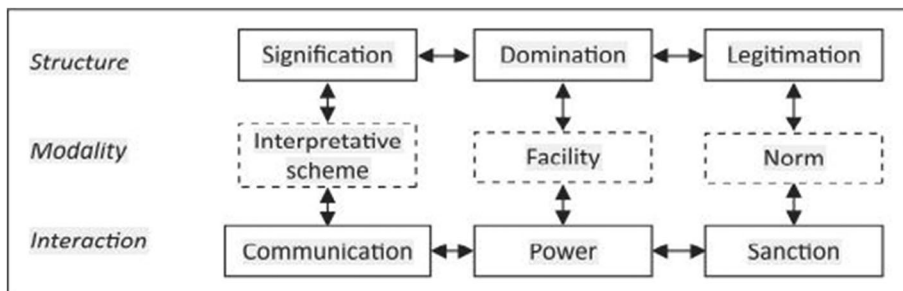 Structure
Signification
Domination
Legitimation
Modality
Interpretative
scheme
Facility
Norm
Interaction
Communication
Power
Sanction